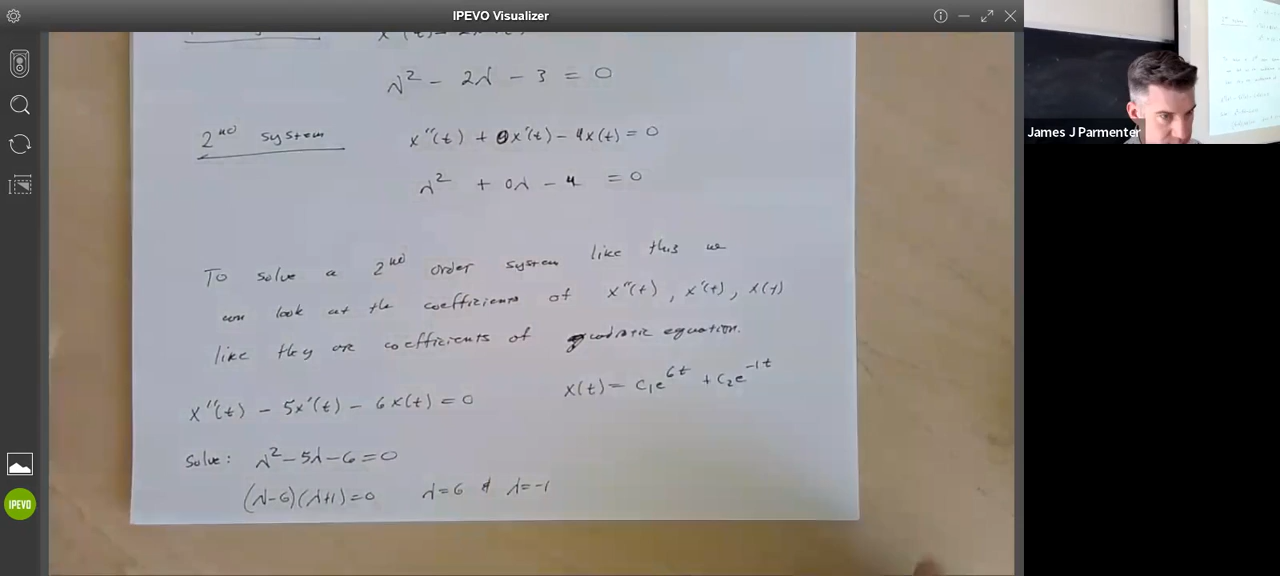 IPEVO Visualizer
λ² - 2λ - 3 = 0
2ND system
x''(t) + 0x'(t) - 4x(t) = 0
λ² + 0λ - 4 = 0
To solve a 2ND order system like this we
can look at the coefficients of x''(t), x'(t), x(t)
like they are coefficients of quadratic equation.
x''(t) - 5x'(t) - 6x(t) = 0
x(t) = c₁e^6t + c₂e^-1t
Solve: λ² - 5λ - 6 = 0
(λ-6)(λ+1) = 0 λ = 6 & λ = -1
James J Parmenter
IPEVO